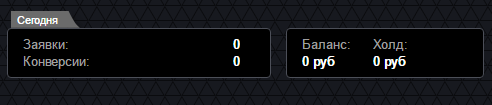 Сегодня
Заявки: 0
Конверсии: 0
Баланс: Холд:
0 руб 0 руб